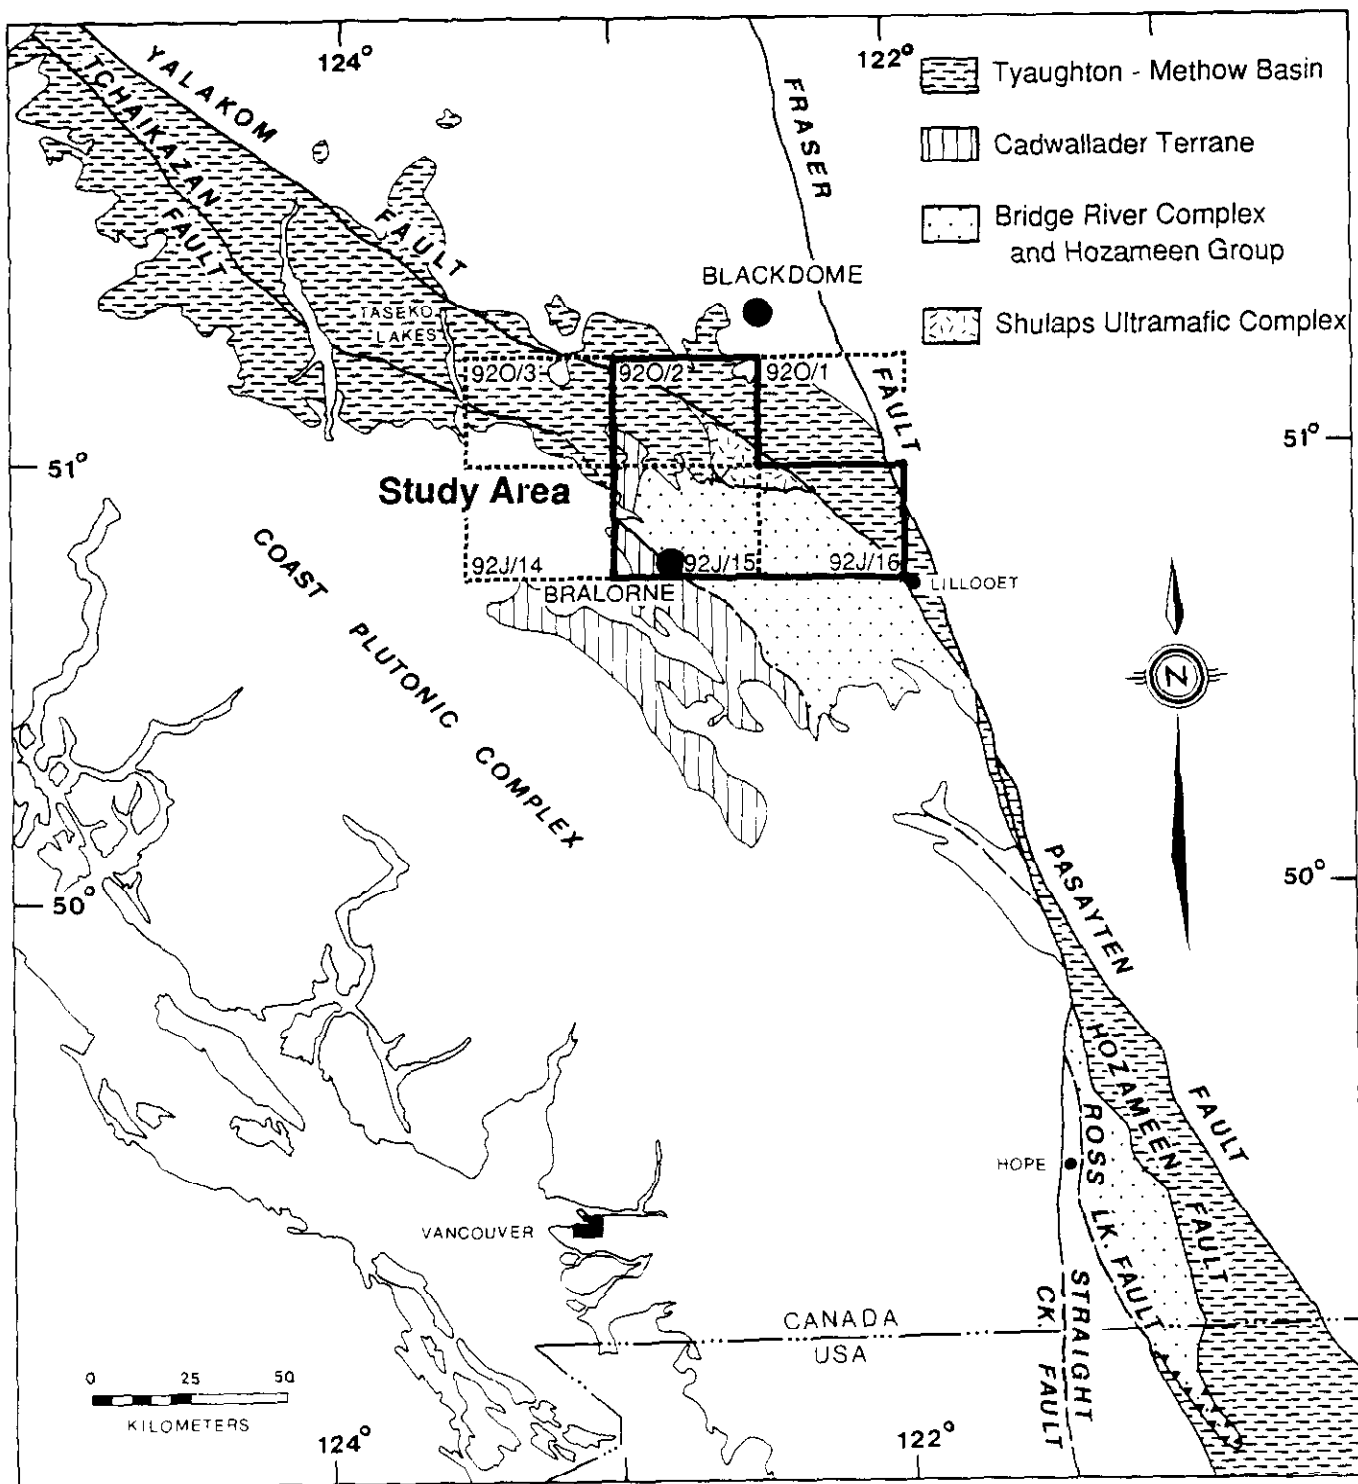 124°
122°
YALAKOM
FAULT
TCHAIKAZAN
FAULT
FRASER
FAULT
Tyaughton - Methow Basin
Cadwallader Terrane
Bridge River Complex
and Hozameen Group
Shulaps Ultramafic Complex
BLACKDOME
TASEKO
LAKES
92O/3
92O/2
92O/1
51°
51°
Study Area
92J/14
92J/15
92J/16
BRALORNE
LILLOOET
COAST PLUTONIC COMPLEX
N
50°
50°
PASAYTEN
FAULT
HOZAMEEN
FAULT
ROSS
LK. FAULT
HOPE
VANCOUVER
STRAIGHT
CK. FAULT
CANADA
USA
0 25 50
KILOMETERS
124°
122°